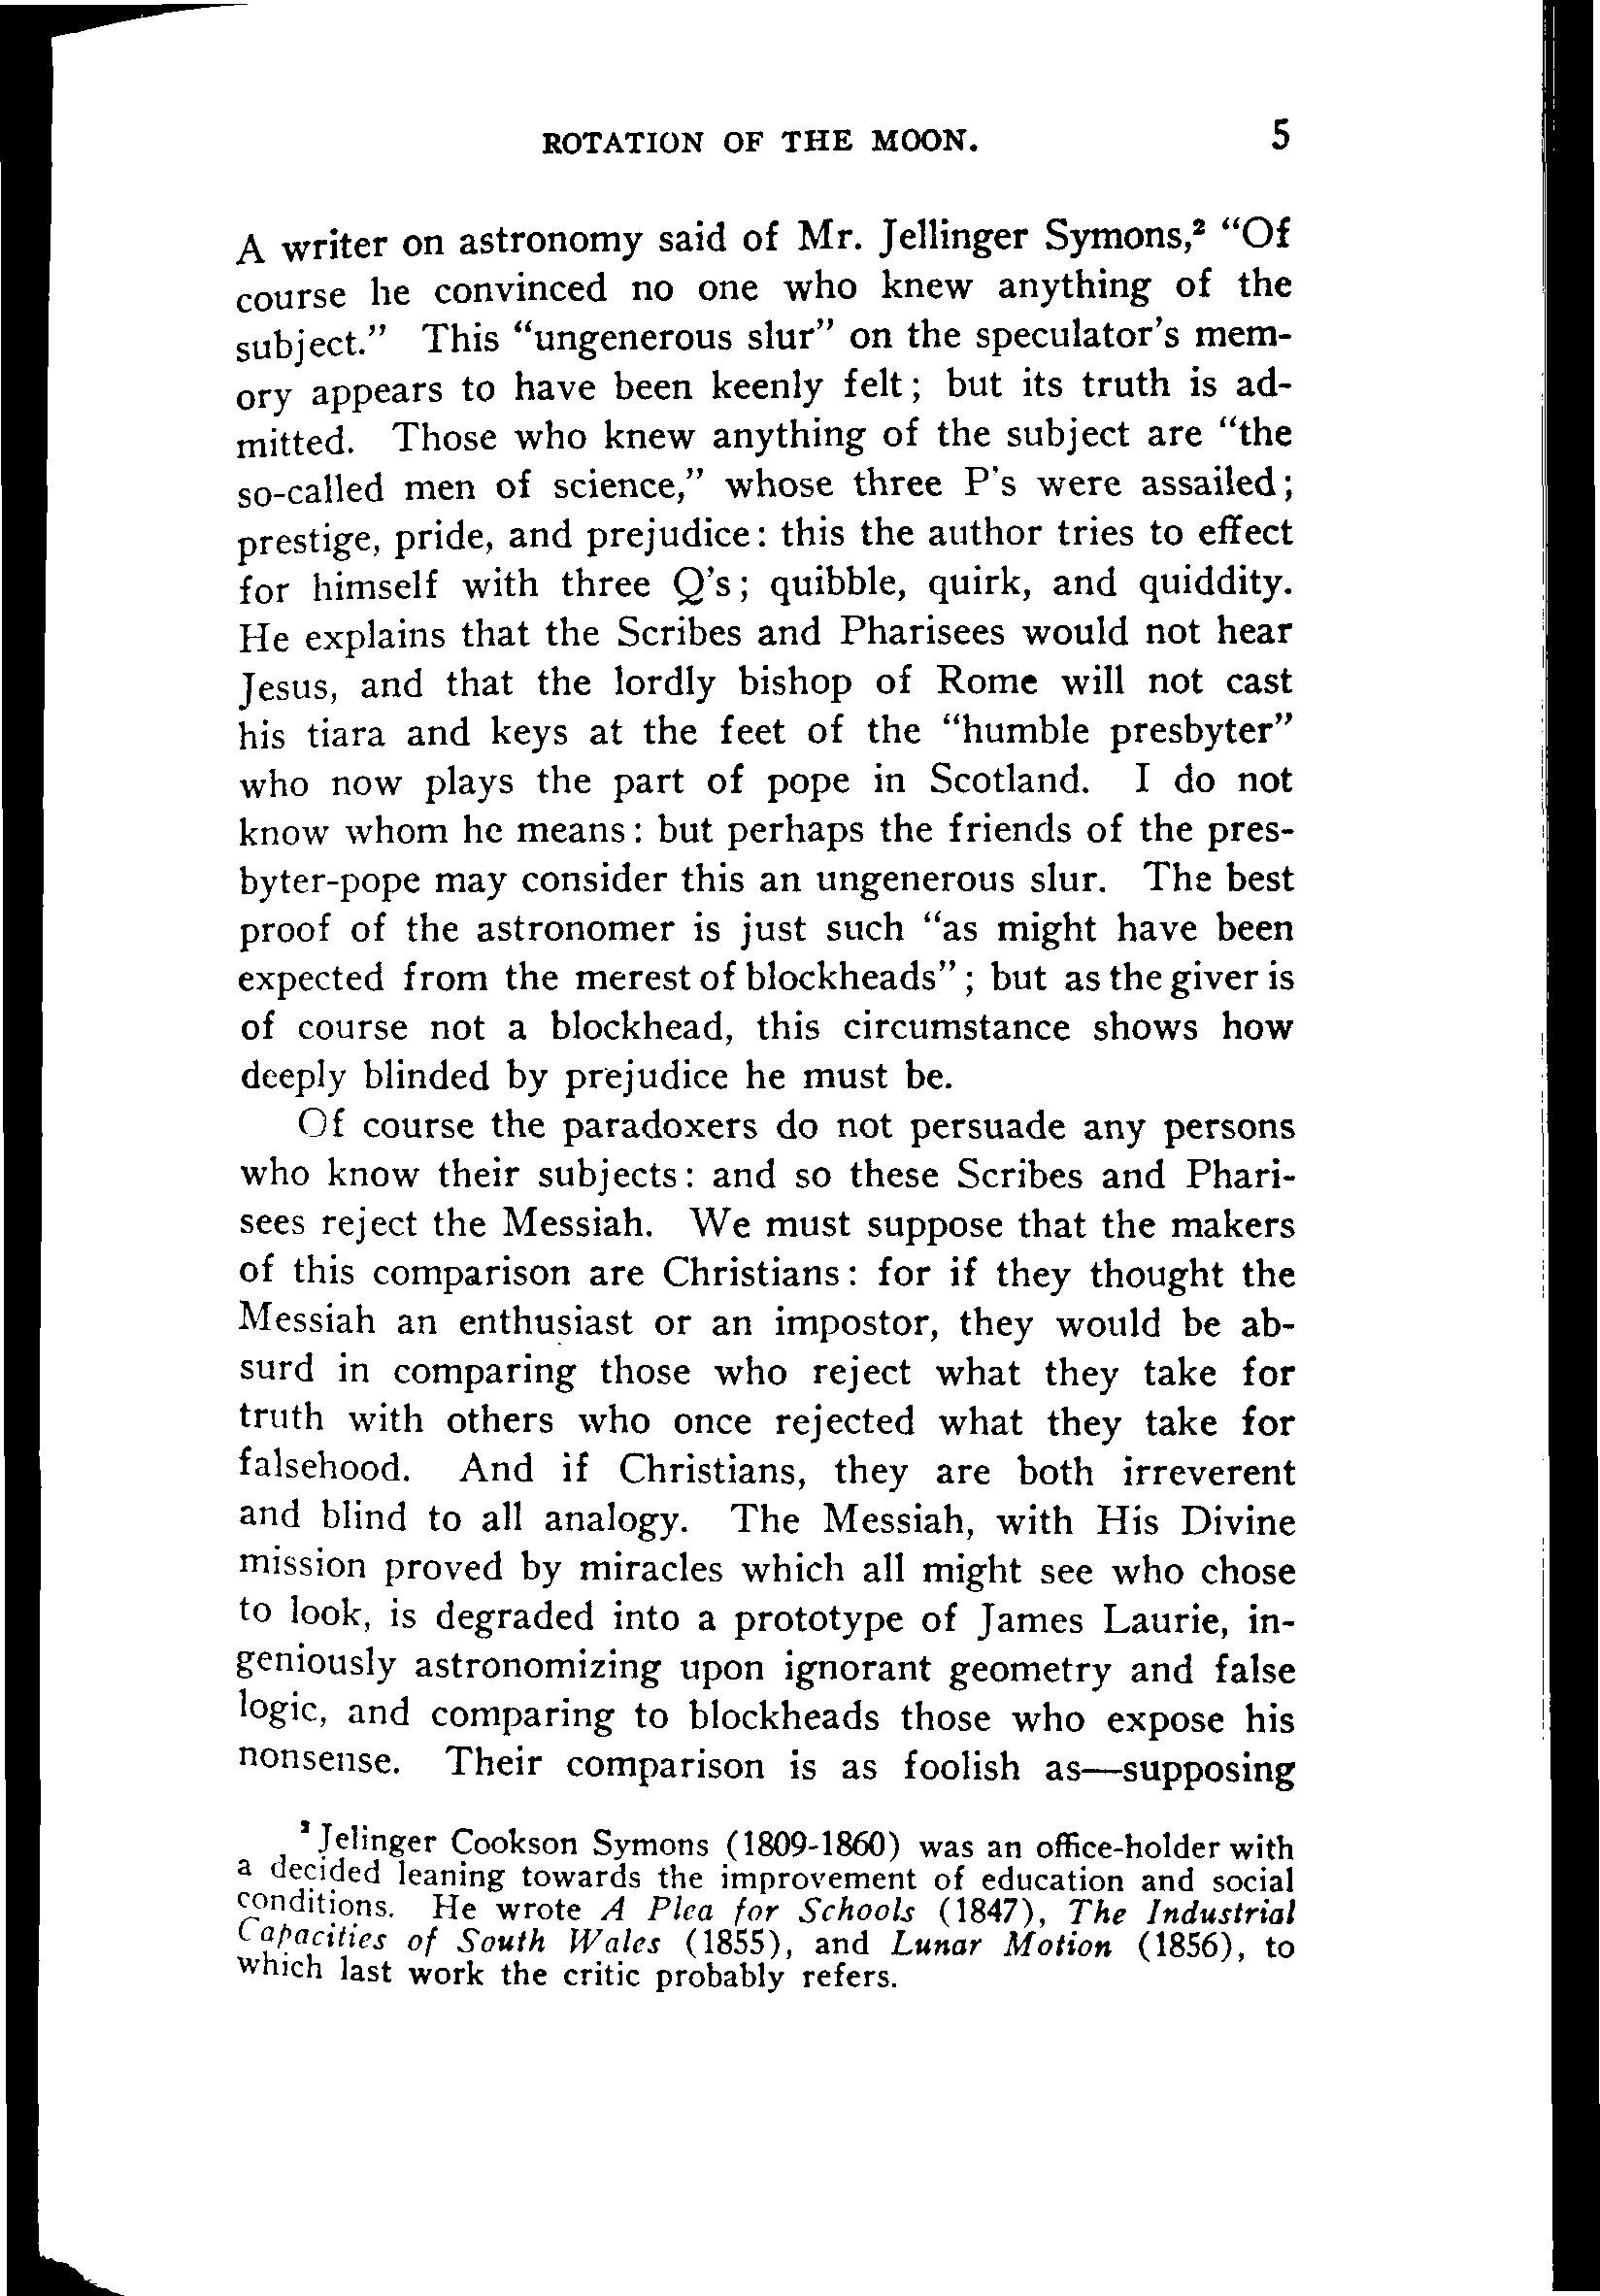 ROTATION OF THE MOON. 5
A writer on astronomy said of Mr. Jellinger Symons,² “Of
course he convinced no one who knew anything of the
subject.” This “ungenerous slur” on the speculator's mem-
ory appears to have been keenly felt; but its truth is ad-
mitted. Those who knew anything of the subject are “the
so-called men of science,” whose three P's were assailed;
prestige, pride, and prejudice: this the author tries to effect
for himself with three Q's; quibble, quirk, and quiddity.
He explains that the Scribes and Pharisees would not hear
Jesus, and that the lordly bishop of Rome will not cast
his tiara and keys at the feet of the “humble presbyter”
who now plays the part of pope in Scotland. I do not
know whom he means: but perhaps the friends of the pres-
byter-pope may consider this an ungenerous slur. The best
proof of the astronomer is just such “as might have been
expected from the merest of blockheads”; but as the giver is
of course not a blockhead, this circumstance shows how
deeply blinded by prejudice he must be.
Of course the paradoxers do not persuade any persons
who know their subjects: and so these Scribes and Phari-
sees reject the Messiah. We must suppose that the makers
of this comparison are Christians: for if they thought the
Messiah an enthusiast or an impostor, they would be ab-
surd in comparing those who reject what they take for
truth with others who once rejected what they take for
falsehood. And if Christians, they are both irreverent
and blind to all analogy. The Messiah, with His Divine
mission proved by miracles which all might see who chose
to look, is degraded into a prototype of James Laurie, in-
geniously astronomizing upon ignorant geometry and false
logic, and comparing to blockheads those who expose his
nonsense. Their comparison is as foolish as—supposing
² Jelinger Cookson Symons (1809-1860) was an office-holder with
a decided leaning towards the improvement of education and social
conditions. He wrote A Plea for Schools (1847), The Industrial
Capacities of South Wales (1855), and Lunar Motion (1856), to
which last work the critic probably refers.